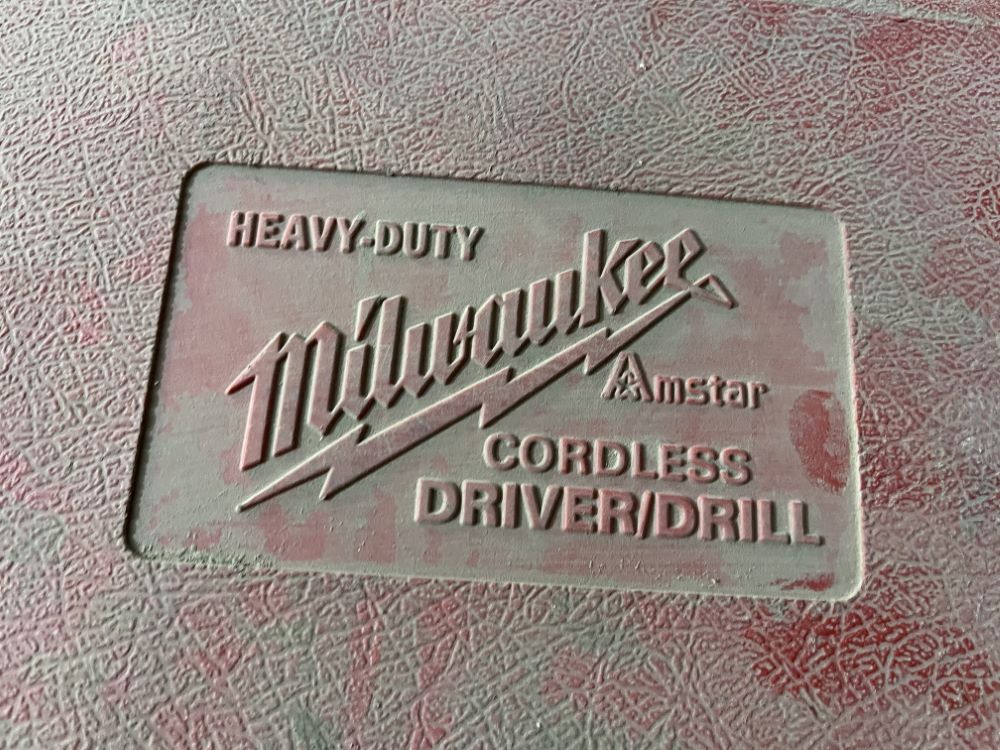 HEAVY-DUTY
Milwaukee
Amstar
CORDLESS
DRIVER/DRILL